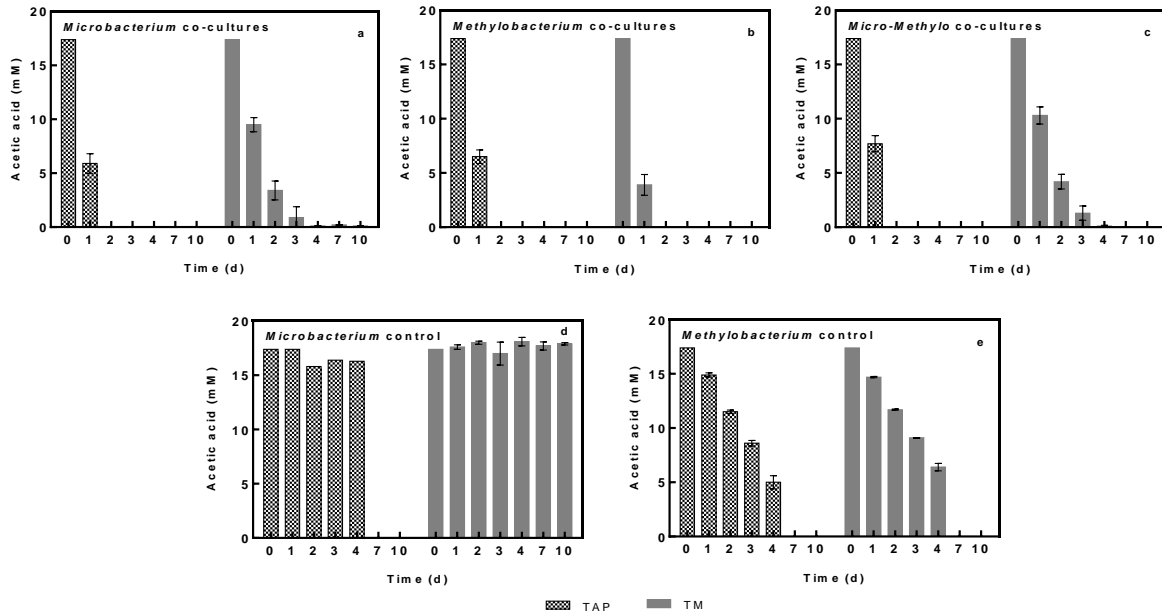 Microbacterium co-cultures
a
Acetic acid (mM)
20
15
10
5
0
0 1 2 3 4 7 10 0 1 2 3 4 7 10
Time (d)
Methylobacterium co-cultures
b
Acetic acid (mM)
20
15
10
5
0
0 1 2 3 4 7 10 0 1 2 3 4 7 10
Time (d)
Micro-Methylo co-cultures
c
Acetic acid (mM)
20
15
10
5
0
0 1 2 3 4 7 10 0 1 2 3 4 7 10
Time (d)
Microbacterium control
d
Acetic acid (mM)
20
15
10
5
0
0 1 2 3 4 7 10 0 1 2 3 4 7 10
Time (d)
Methylobacterium control
e
Acetic acid (mM)
20
15
10
5
0
0 1 2 3 4 7 10 0 1 2 3 4 7 10
Time (d)
TAP TM